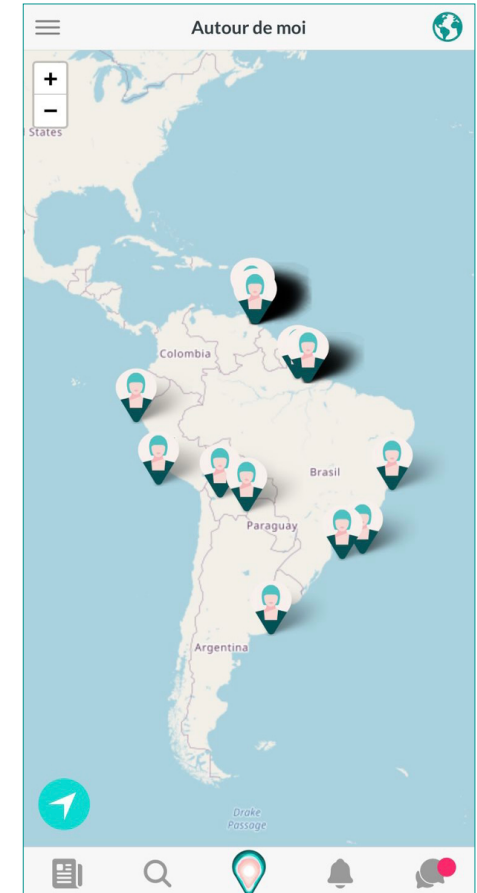 Autour de moi
+
−
States
Colombia
Brasil
Paraguay
Argentina
Drake
Passage